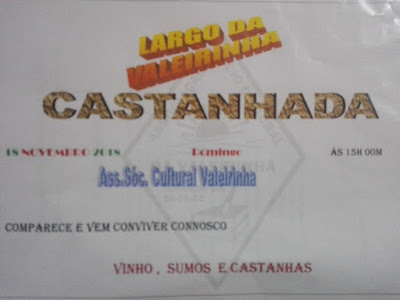 LARGO DA
VALEIRINHA
CASTANHADA
18 NOVEMBRO 2018 Domingo ÀS 15H 00M
Ass.Sóc. Cultural Valeirinha
COMPARECE E VEM CONVIVER CONNOSCO
VINHO , SUMOS E CASTANHAS